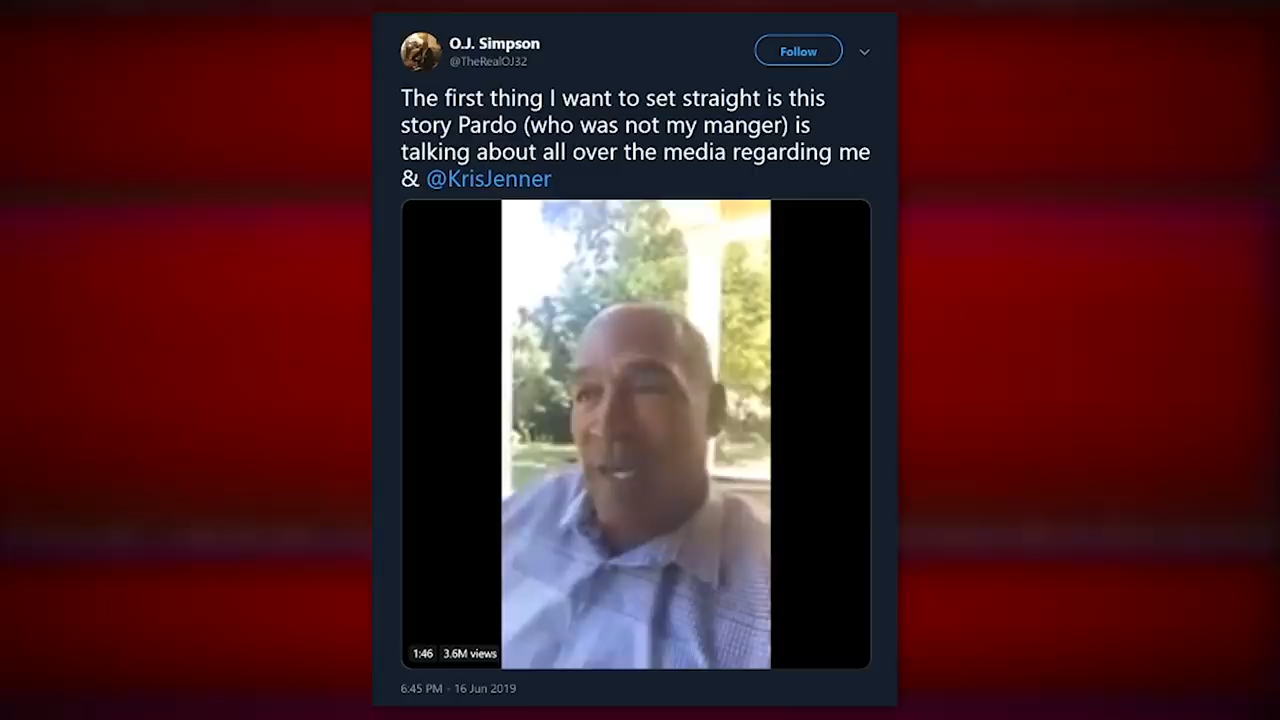 O.J. Simpson
@TheRealOJ32
Follow
The first thing I want to set straight is this
story Pardo (who was not my manger) is
talking about all over the media regarding me
& @KrisJenner
1:46 3.6M views
6:45 PM - 16 Jun 2019